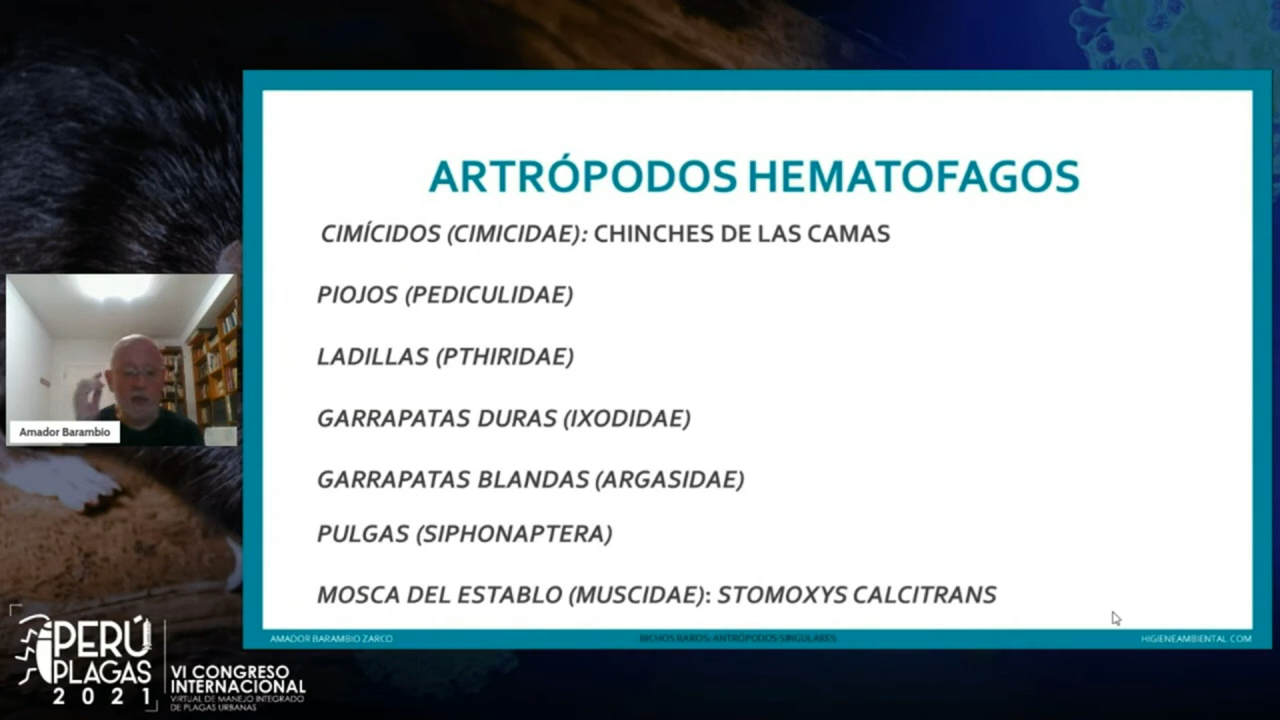 ARTRÓPODOS HEMATOFAGOS
CIMÍCIDOS (CIMICIDAE): CHINCHES DE LAS CAMAS
PIOJOS (PEDICULIDAE)
LADILLAS (PTHIRIDAE)
GARRAPATAS DURAS (IXODIDAE)
GARRAPATAS BLANDAS (ARGASIDAE)
PULGAS (SIPHONAPTERA)
MOSCA DEL ESTABLO (MUSCIDAE): STOMOXYS CALCITRANS
AMADOR BARAMBIO ZARCO
BICHOS RAROS: ANTRÓPODOS SINGULARES
HIGIENEAMBIENTAL.COM
Amador Barambio
PERÚ
PLAGAS
2021
VI CONGRESO
INTERNACIONAL
VIRTUAL DE MANEJO INTEGRADO
DE PLAGAS URBANAS